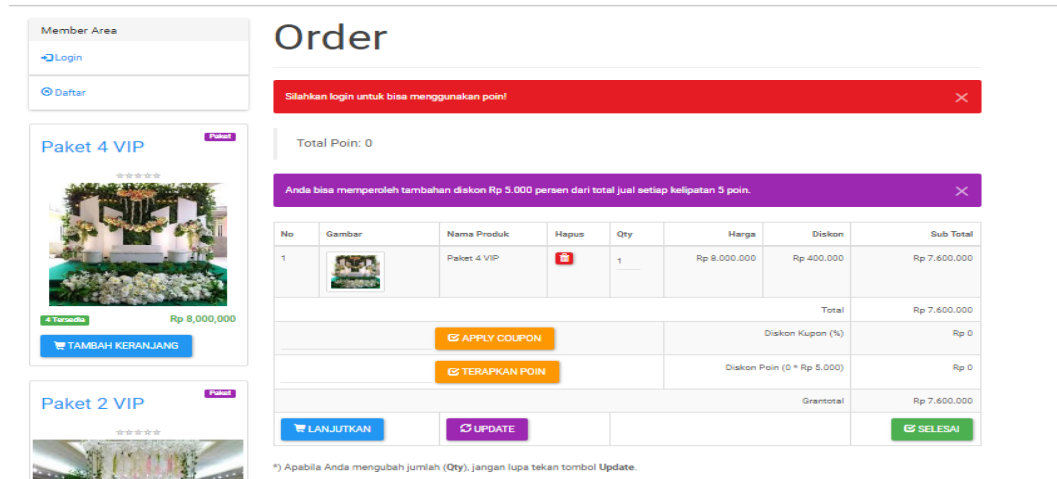 Member Area
Login
Daftar
Paket 4 VIP
Paket
4 Tersedia
Rp 8,000,000
TAMBAH KERANJANG
Paket 2 VIP
Paket
Order
Silahkan login untuk bisa menggunakan poin!
Total Poin: 0
Anda bisa memperoleh tambahan diskon Rp 5.000 persen dari total jual setiap kelipatan 5 poin.
No Gambar Nama Produk Hapus Qty Harga Diskon Sub Total
1 Paket 4 VIP 1 Rp 8.000.000 Rp 400.000 Rp 7.600.000
Total Rp 7.600.000
APPLY COUPON Diskon Kupon (%) Rp 0
TERAPKAN POIN Diskon Poin (0 * Rp 5.000) Rp 0
Grantotal Rp 7.600.000
LANJUTKAN UPDATE SELESAI
*) Apabila Anda mengubah jumlah (Qty), jangan lupa tekan tombol Update.